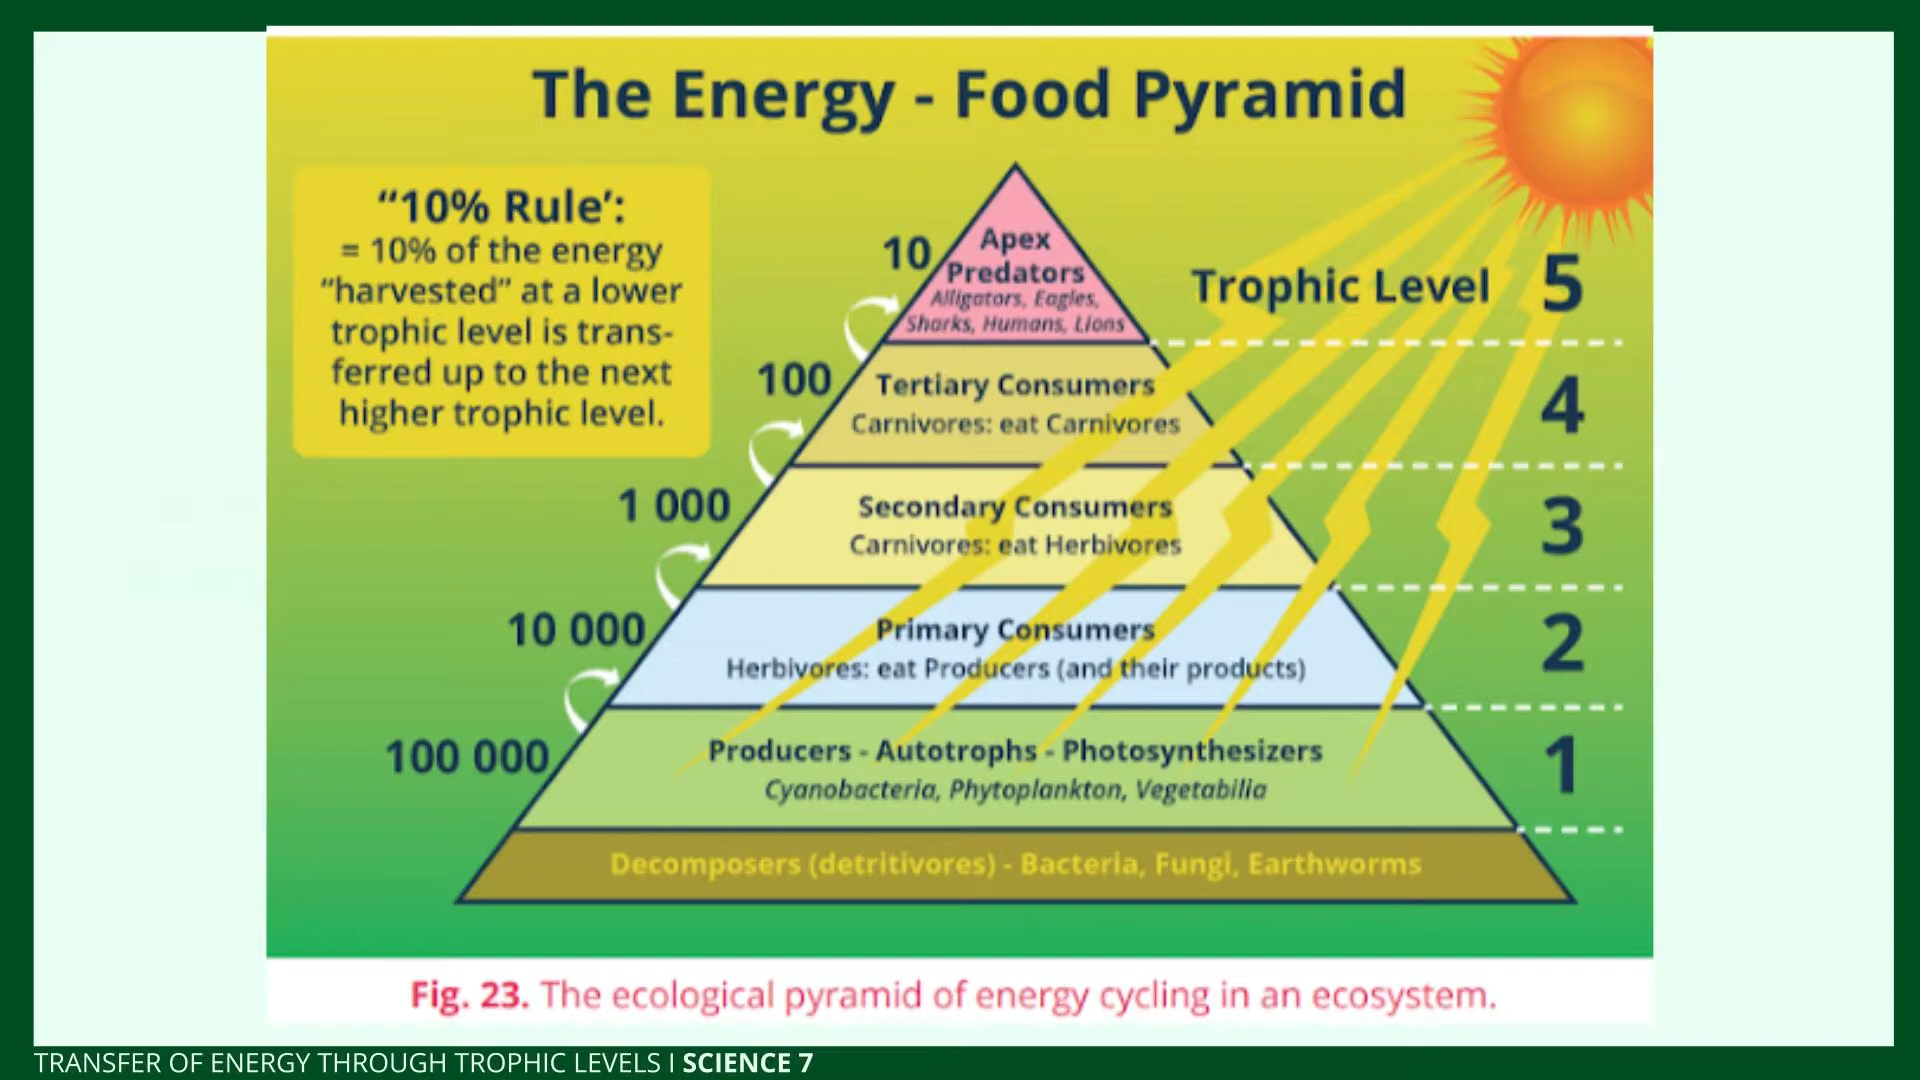 The Energy - Food Pyramid
“10% Rule’:
= 10% of the energy
“harvested” at a lower
trophic level is trans-
ferred up to the next
higher trophic level.
10
Apex
Predators
Alligators, Eagles,
Sharks, Humans, Lions
Trophic Level 5
100
Tertiary Consumers
Carnivores: eat Carnivores
4
1 000
Secondary Consumers
Carnivores: eat Herbivores
3
10 000
Primary Consumers
Herbivores: eat Producers (and their products)
2
100 000
Producers - Autotrophs - Photosynthesizers
Cyanobacteria, Phytoplankton, Vegetabilia
1
Decomposers (detritivores) - Bacteria, Fungi, Earthworms
Fig. 23. The ecological pyramid of energy cycling in an ecosystem.
TRANSFER OF ENERGY THROUGH TROPHIC LEVELS I SCIENCE 7